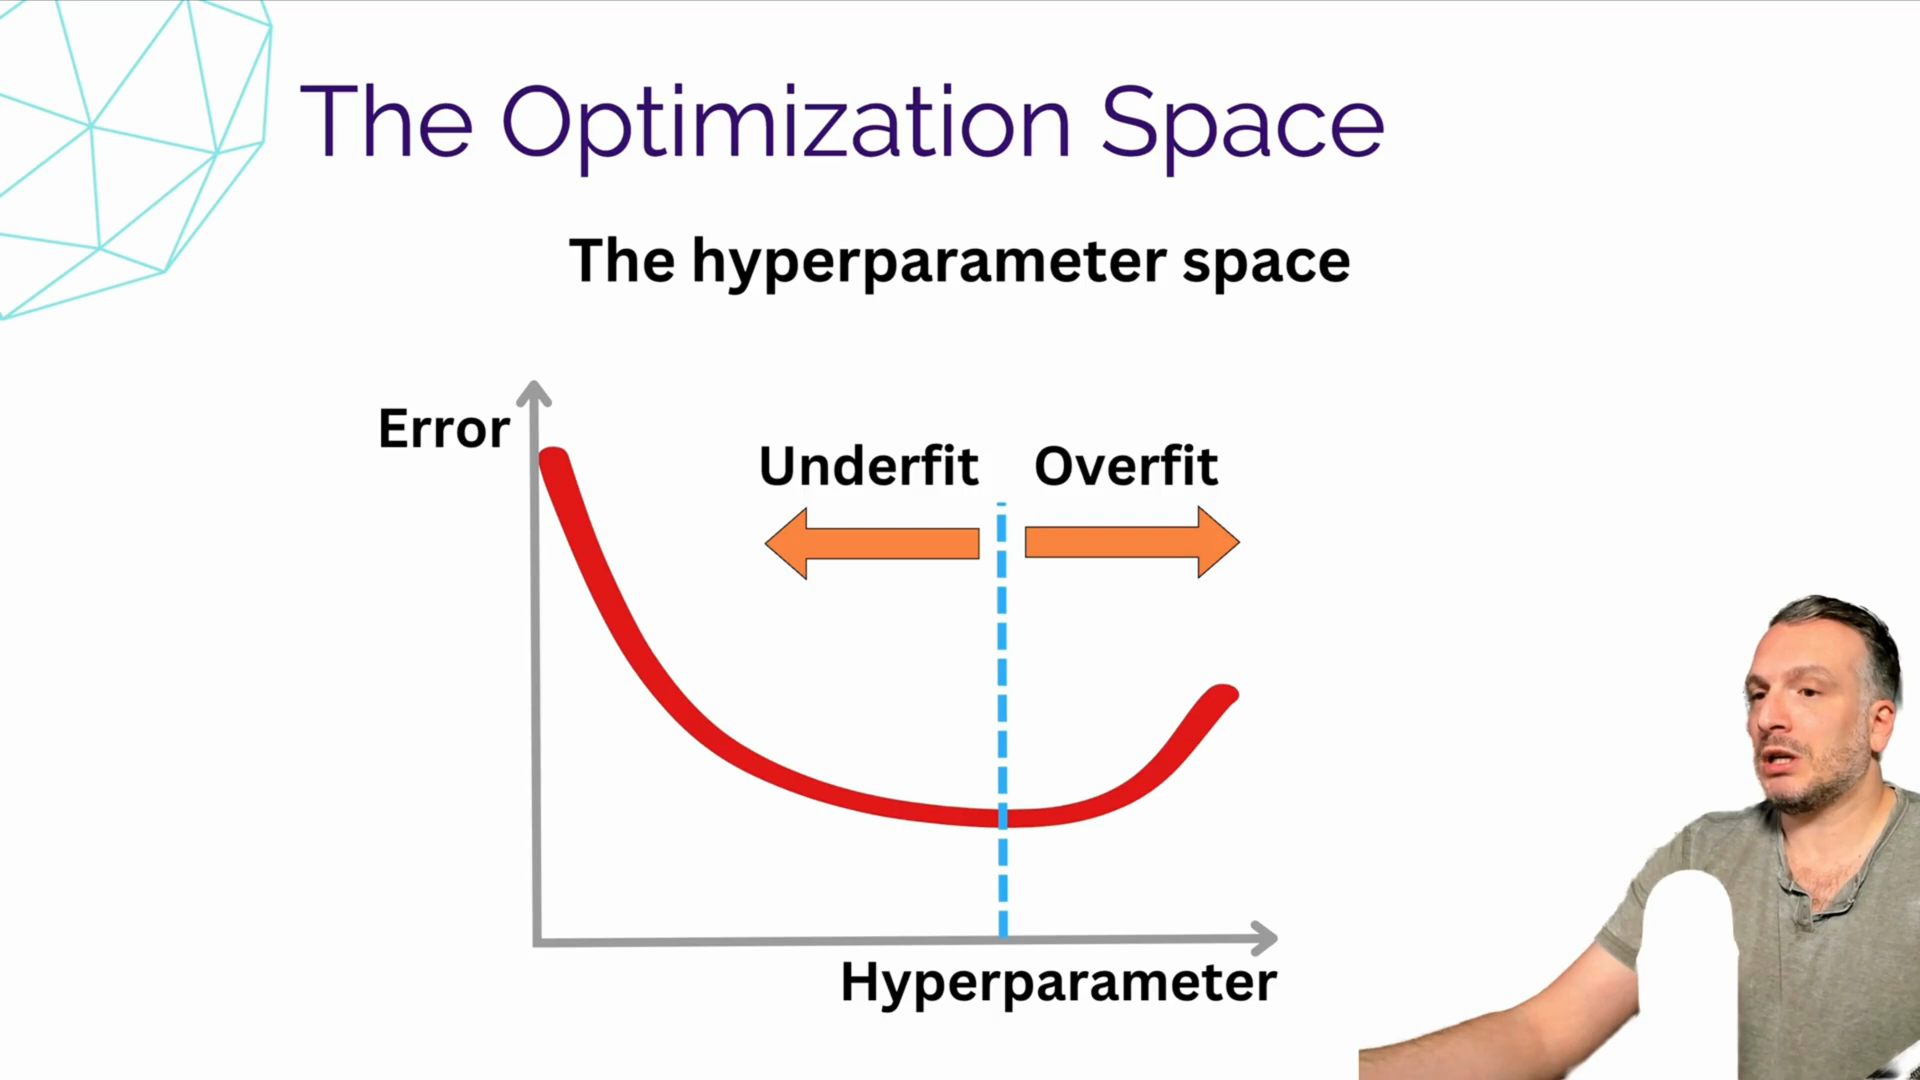 The Optimization Space
The hyperparameter space
Error
Underfit
Overfit
Hyperparameter